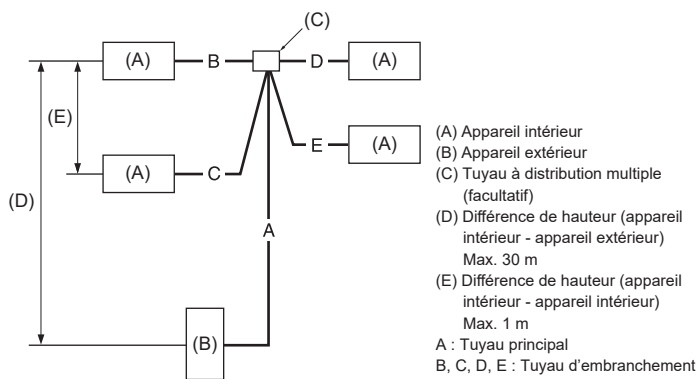 (C)
(A)
B
D
(A)
(E)
(A)
C
E
(A)
(D)
A
(B)
(A) Appareil intérieur
(B) Appareil extérieur
(C) Tuyau à distribution multiple
(facultatif)
(D) Différence de hauteur (appareil
intérieur - appareil extérieur)
Max. 30 m
(E) Différence de hauteur (appareil
intérieur - appareil intérieur)
Max. 1 m
A : Tuyau principal
B, C, D, E : Tuyau d'embranchement